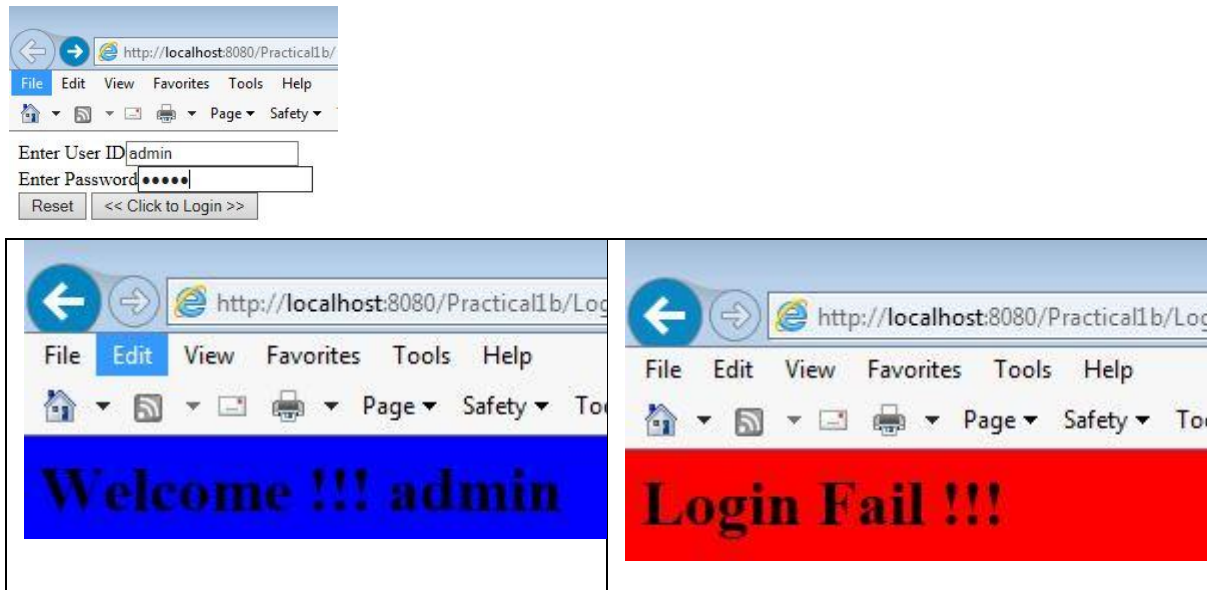 http://localhost:8080/Practical1b/
File Edit View Favorites Tools Help
Page Safety
Enter User ID admin
Enter Password •••••
Reset << Click to Login >>
http://localhost:8080/Practical1b/Log
File Edit View Favorites Tools Help
Page Safety To
Welcome !!! admin
http://localhost:8080/Practical1b/Log
File Edit View Favorites Tools Help
Page Safety To
Login Fail !!!